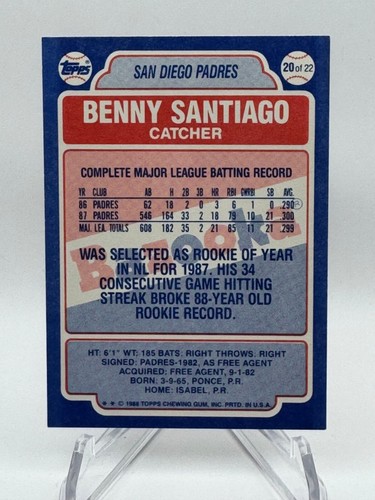 Topps
SAN DIEGO PADRES
20 of 22
BENNY SANTIAGO
CATCHER
COMPLETE MAJOR LEAGUE BATTING RECORD
YR CLUB AB H 2B 3B HR RBI GWRBI SB AVG.
86 PADRES 62 18 2 0 3 6 1 0 .290
87 PADRES 546 164 33 2 18 79 10 21 .300
MAJ. LEA. TOTALS 608 182 35 2 21 85 11 21 .299
WAS SELECTED AS ROOKIE OF YEAR
IN NL FOR 1987. HIS 34
CONSECUTIVE GAME HITTING
STREAK BROKE 88-YEAR OLD
ROOKIE RECORD.
HT: 6'1" WT: 185 BATS: RIGHT THROWS: RIGHT
SIGNED: PADRES-1982, AS FREE AGENT
ACQUIRED: FREE AGENT, 9-1-82
BORN: 3-9-65, PONCE, P.R.
HOME: ISABEL, P.R.
** © 1988 TOPPS CHEWING GUM, INC. PRTD. IN U.S.A.